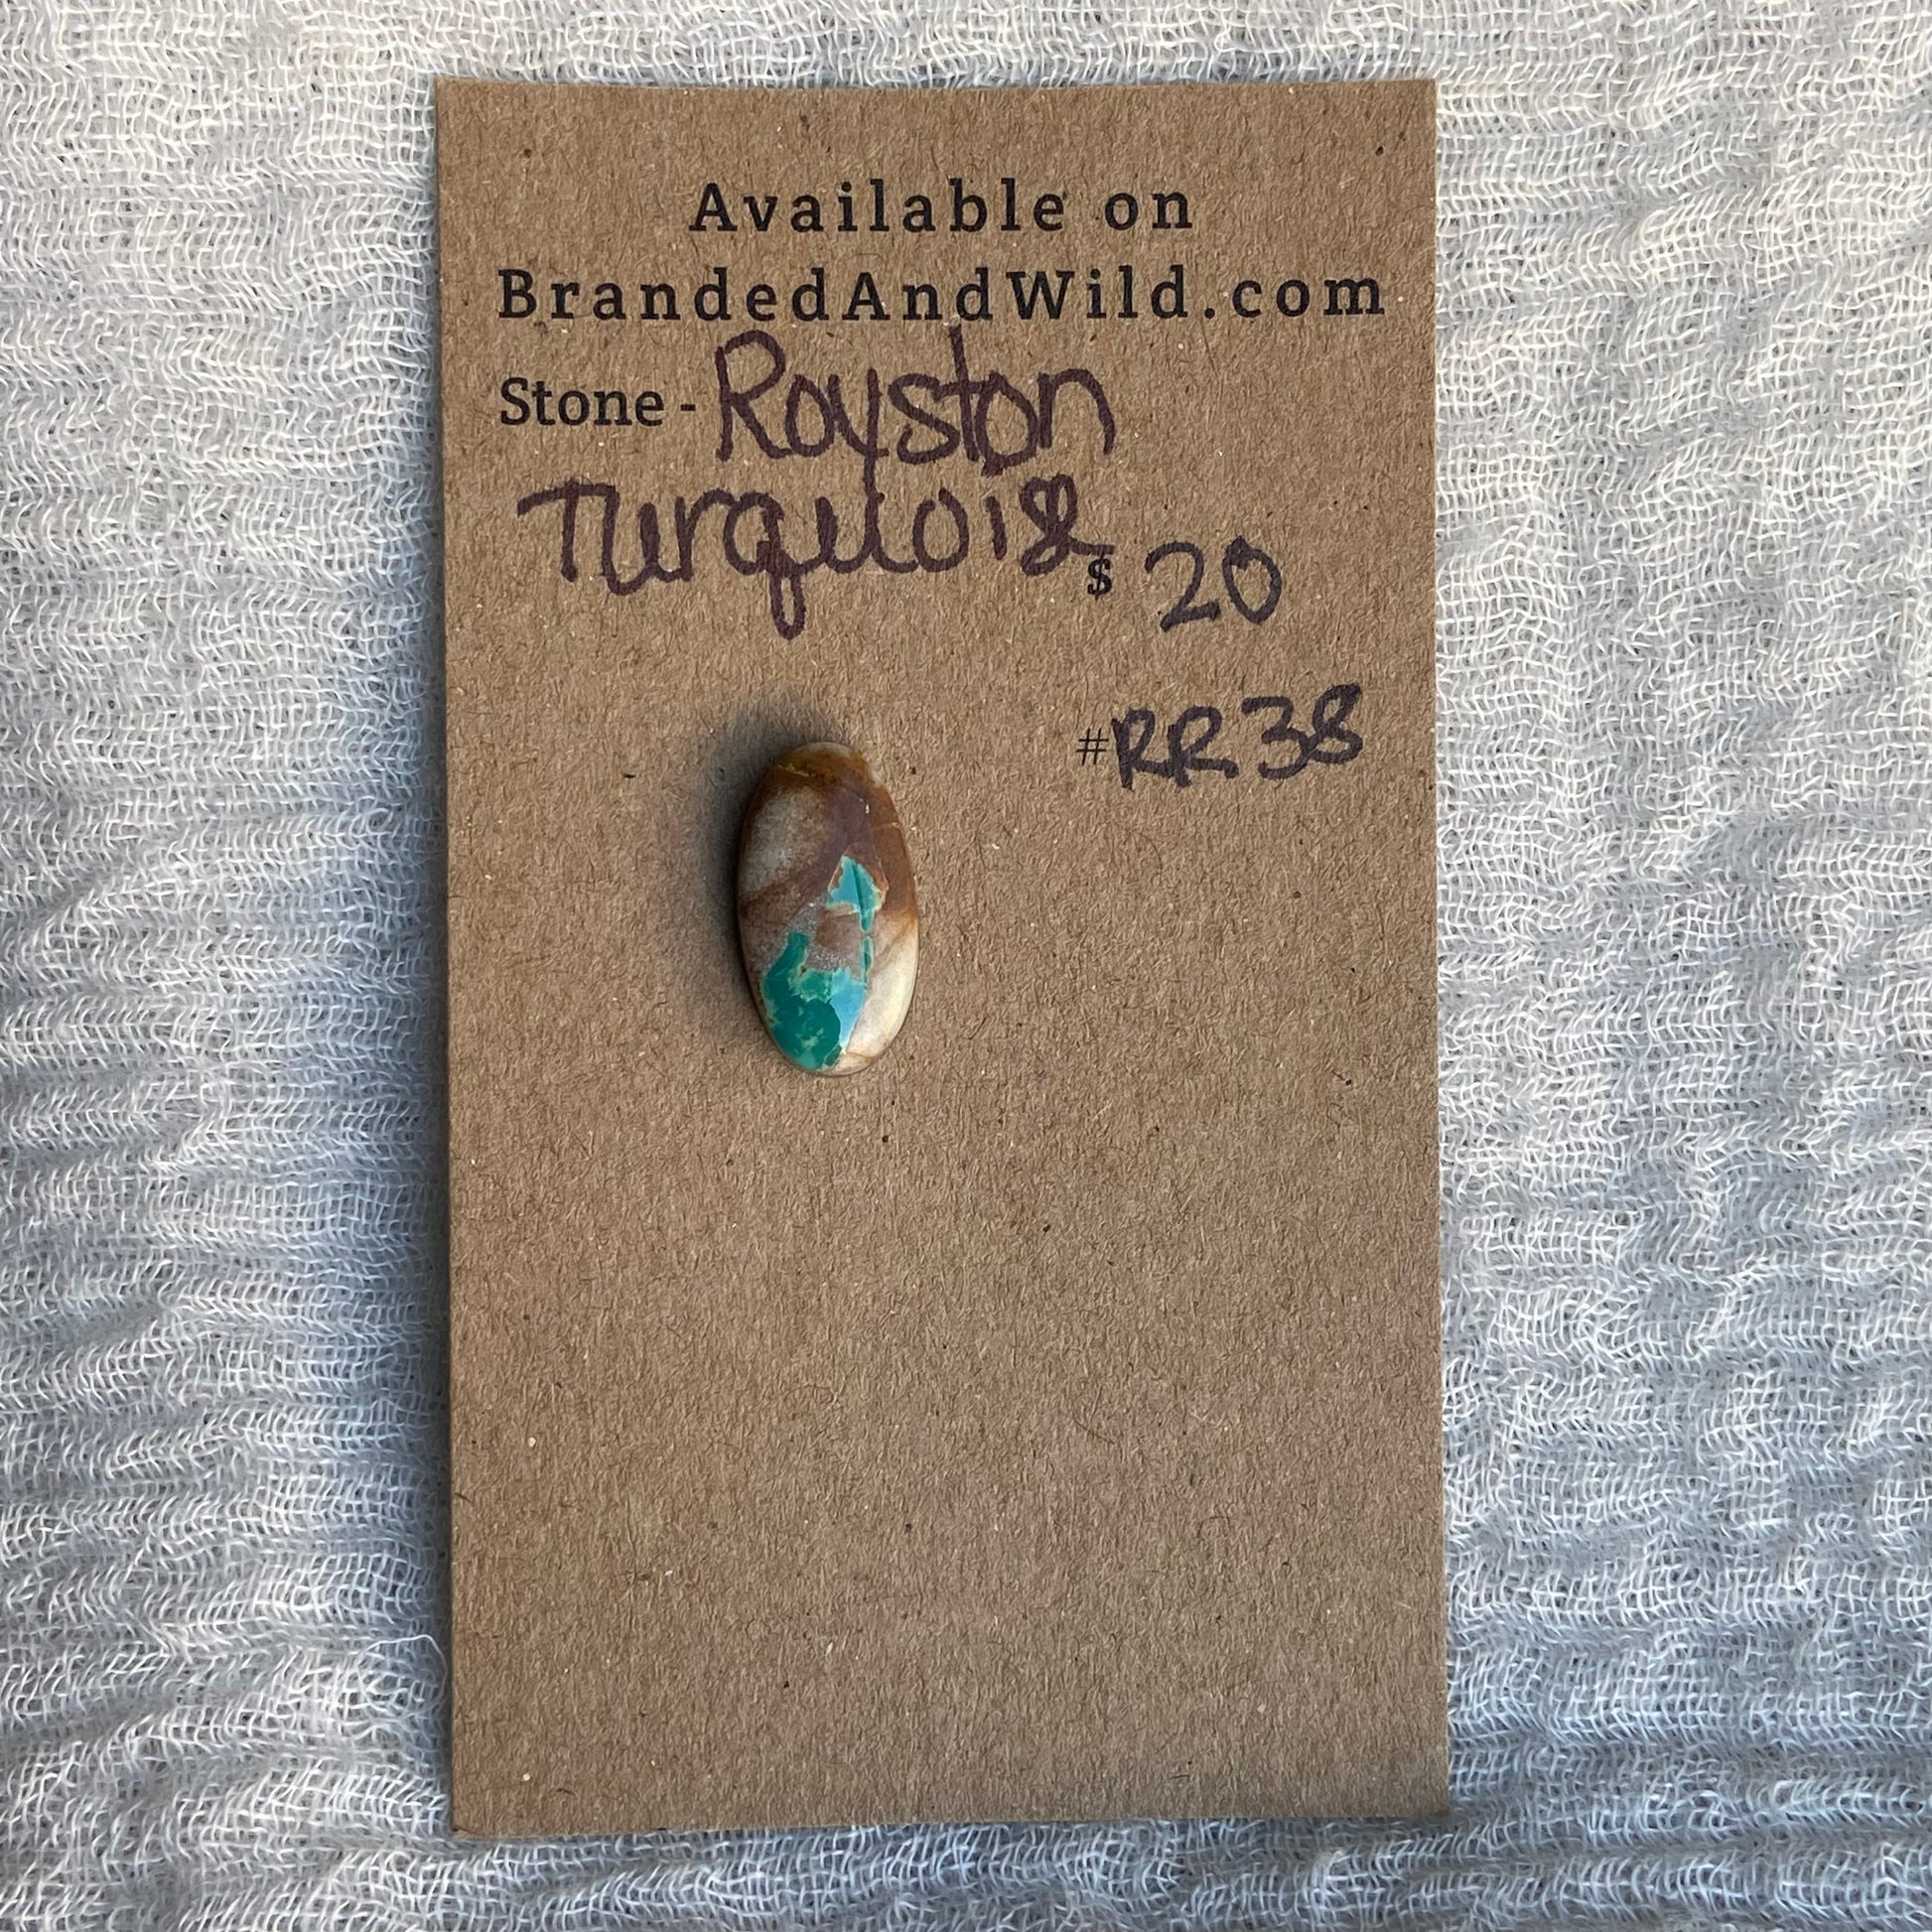 Available on
BrandedAndWild.com
Stone - Royston
Turquoise
$ 20
#RR38